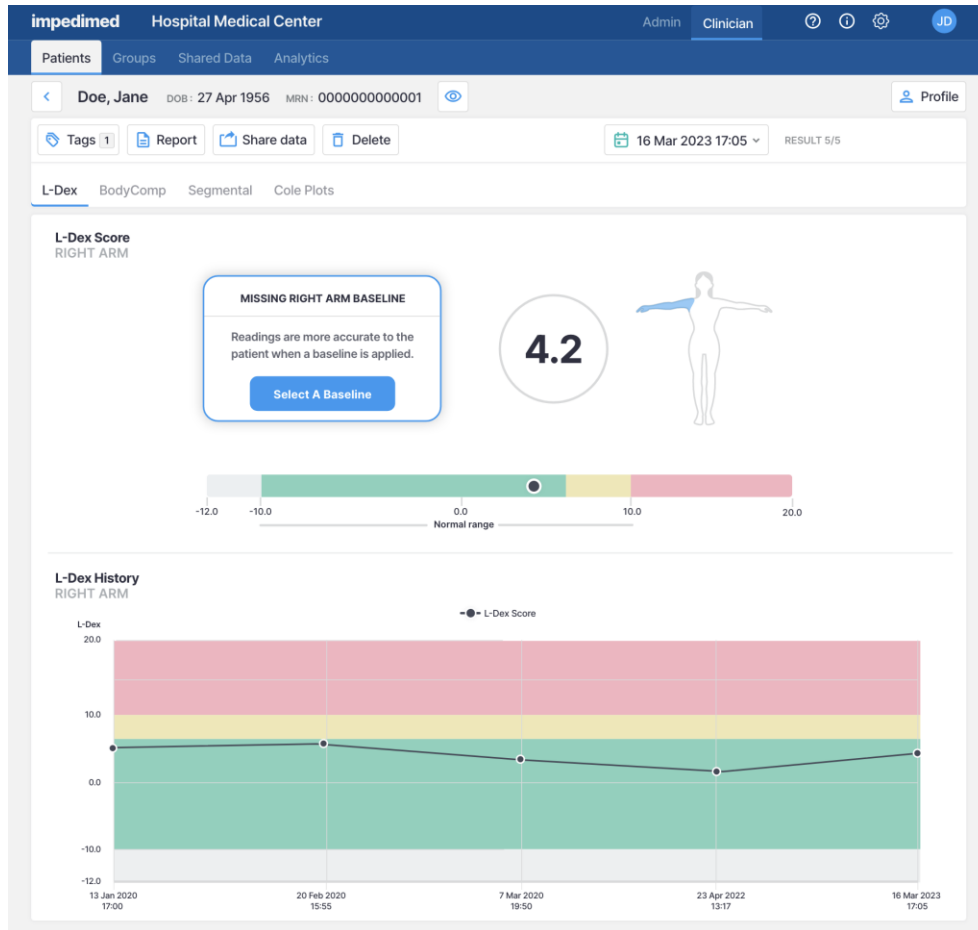 impedimed Hospital Medical Center Admin Clinician JD
Patients Groups Shared Data Analytics
Doe, Jane DOB: 27 Apr 1956 MRN: 0000000000001 Profile
Tags 1 Report Share data Delete 16 Mar 2023 17:05 RESULT 5/5
L-Dex BodyComp Segmental Cole Plots
L-Dex Score
RIGHT ARM
MISSING RIGHT ARM BASELINE
Readings are more accurate to the
patient when a baseline is applied.
Select A Baseline
4.2
-12.0 -10.0 0.0 10.0 20.0
Normal range
L-Dex History
RIGHT ARM
L-Dex Score
L-Dex
20.0
10.0
0.0
-10.0
-12.0
13 Jan 2020 20 Feb 2020 7 Mar 2020 23 Apr 2022 16 Mar 2023
17:00 15:55 19:50 13:17 17:05